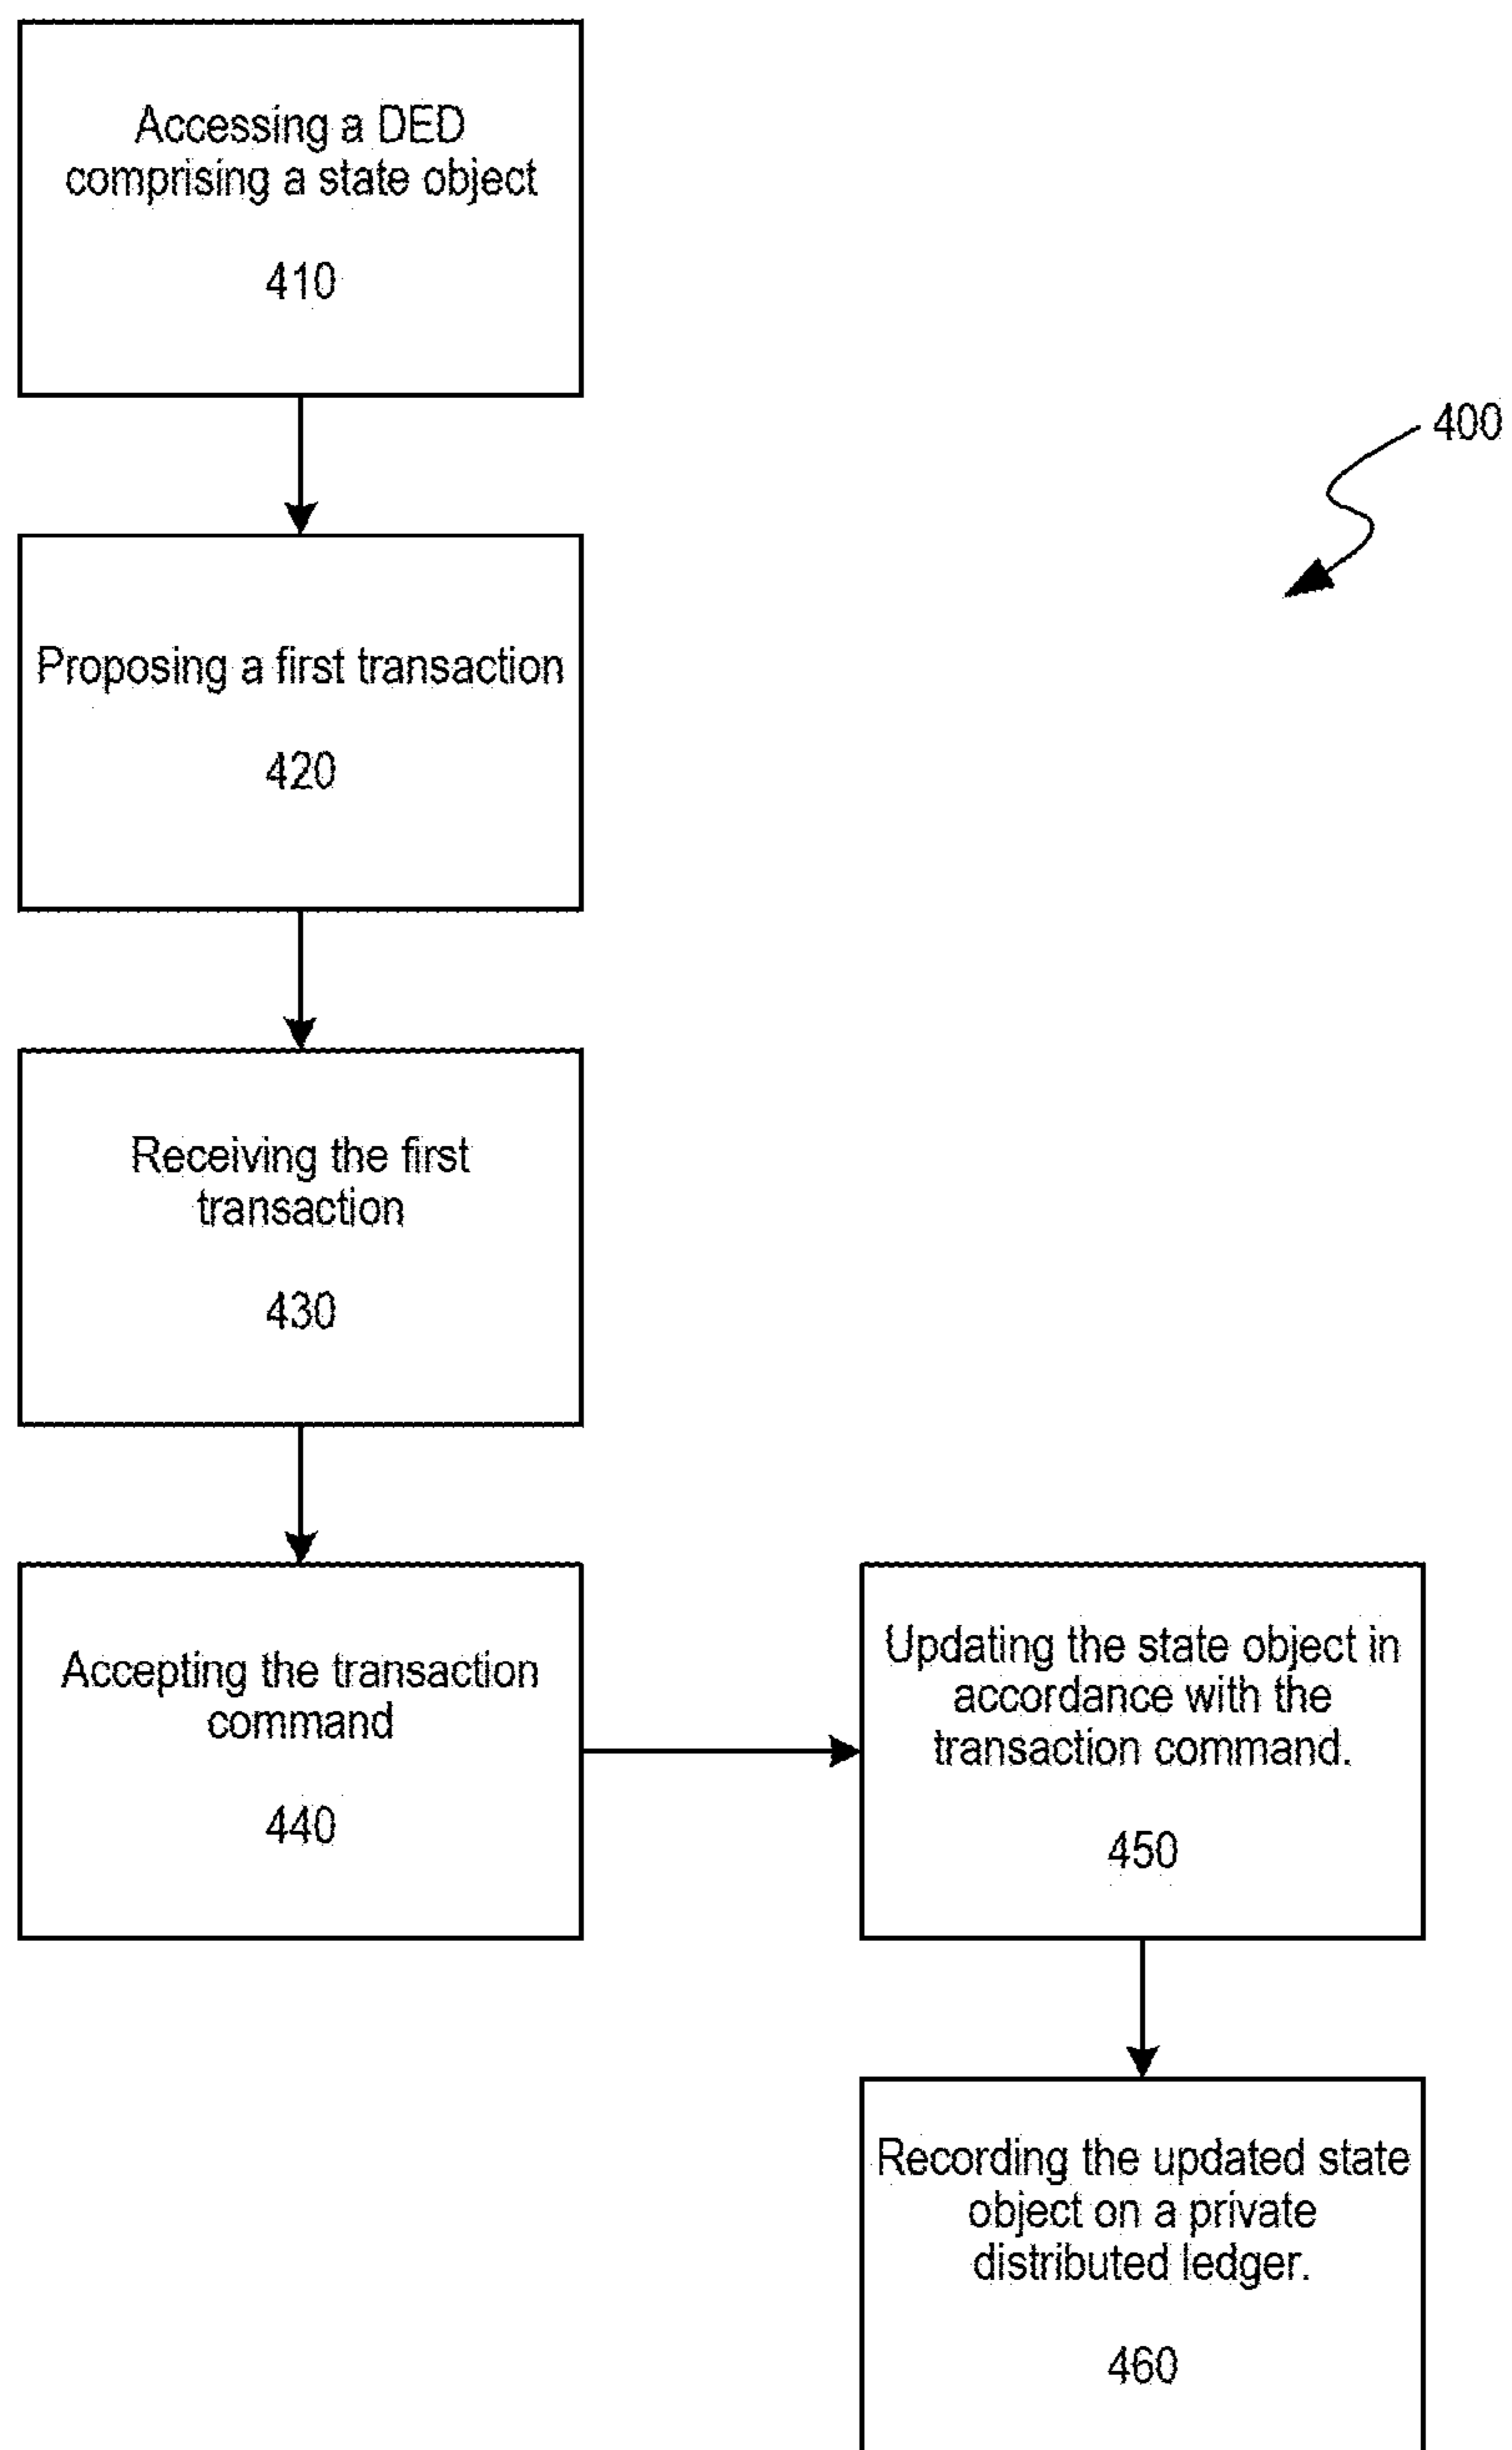 Accessing a DED
comprising a state object
410
400
Proposing a first transaction
420
Receiving the first
transaction
430
Accepting the transaction
command
440
Updating the state object in
accordance with the
transaction command.
450
Recording the updated state
object on a private
distributed ledger.
460